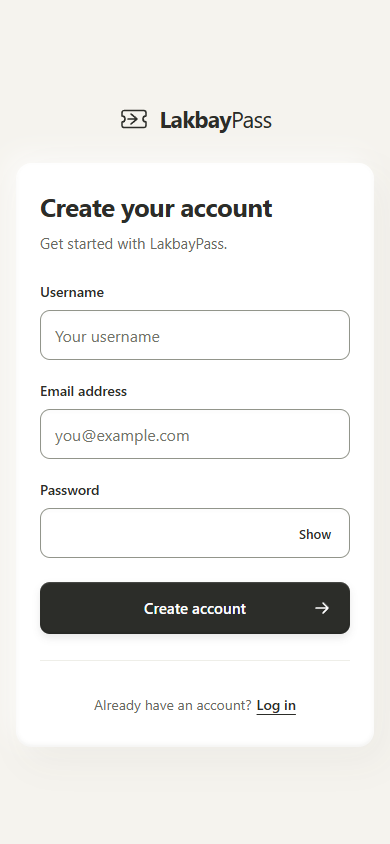 LakbayPass
Create your account
Get started with LakbayPass.
Username
Your username
Email address
you@example.com
Password
Show
Create account
Already have an account? Log in